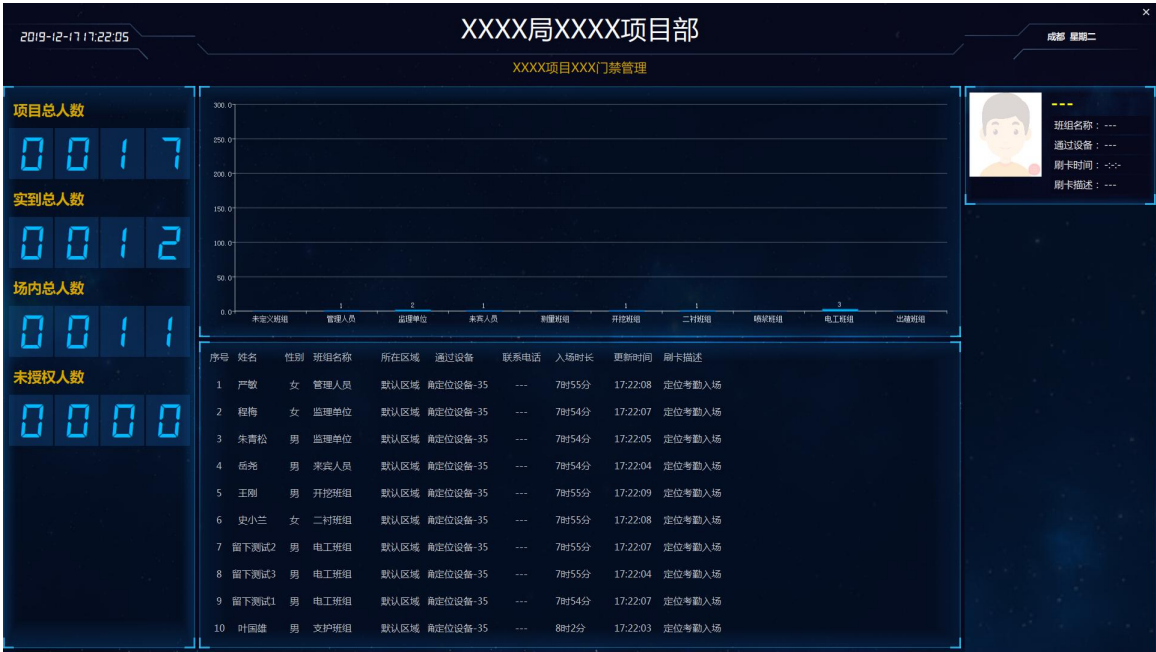 2019-12-17 17:22:05
XXXX局XXXX项目部
×
成都 星期二
XXXX项目XXX门禁管理
项目总人数
0017
实到总人数
0012
场内总人数
0011
未授权人数
0000
300.0
250.0
200.0
150.0
100.0
50.0
0.0
1 2 1 1 1 3
未定义班组 管理人员 监理单位 来宾人员 测量班组 开挖班组 二衬班组 喷浆班组 电工班组 出碴班组
---
班组名称： ---
通过设备： ---
刷卡时间： -:-:-
刷卡描述： ---
序号 姓名 性别 班组名称 所在区域 通过设备 联系电话 入场时长 更新时间 刷卡描述
1 严敏 女 管理人员 默认区域 确定位设备-35 --- 7时55分 17:22:08 定位考勤入场
2 程梅 女 监理单位 默认区域 确定位设备-35 --- 7时54分 17:22:07 定位考勤入场
3 朱青松 男 监理单位 默认区域 确定位设备-35 --- 7时54分 17:22:05 定位考勤入场
4 岳尧 男 来宾人员 默认区域 确定位设备-35 --- 7时54分 17:22:04 定位考勤入场
5 王刚 男 开挖班组 默认区域 确定位设备-35 --- 7时55分 17:22:09 定位考勤入场
6 史小兰 女 二衬班组 默认区域 确定位设备-35 --- 7时55分 17:22:08 定位考勤入场
7 留下测试2 男 电工班组 默认区域 确定位设备-35 --- 7时55分 17:22:07 定位考勤入场
8 留下测试3 男 电工班组 默认区域 确定位设备-35 --- 7时55分 17:22:04 定位考勤入场
9 留下测试1 男 电工班组 默认区域 确定位设备-35 --- 7时54分 17:22:07 定位考勤入场
10 叶国雄 男 支护班组 默认区域 确定位设备-35 --- 8时2分 17:22:03 定位考勤入场